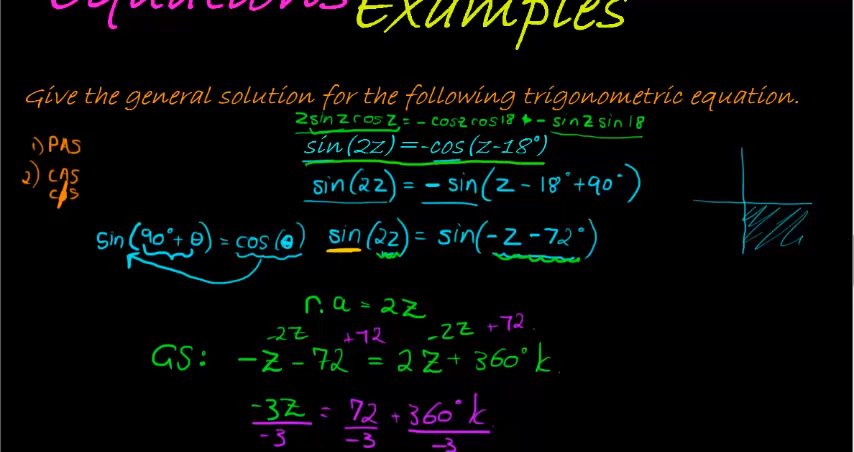 Equations Examples
Give the general solution for the following trigonometric equation.
2sinzcosz = -coszcos18 + - sinzsin18
1) PAS
sin(2z)=-cos(z-18°)
2) CAS
sin(2z) = - sin(z - 18° + 90°)
sin(90° + θ) = cos(θ)
sin(2z) = sin(-z - 72°)
r.a = 2z
-2z +72 -2z +72.
GS: -z - 72 = 2z + 360°k.
-3z = 72 + 360°k.
-3 -3 -3